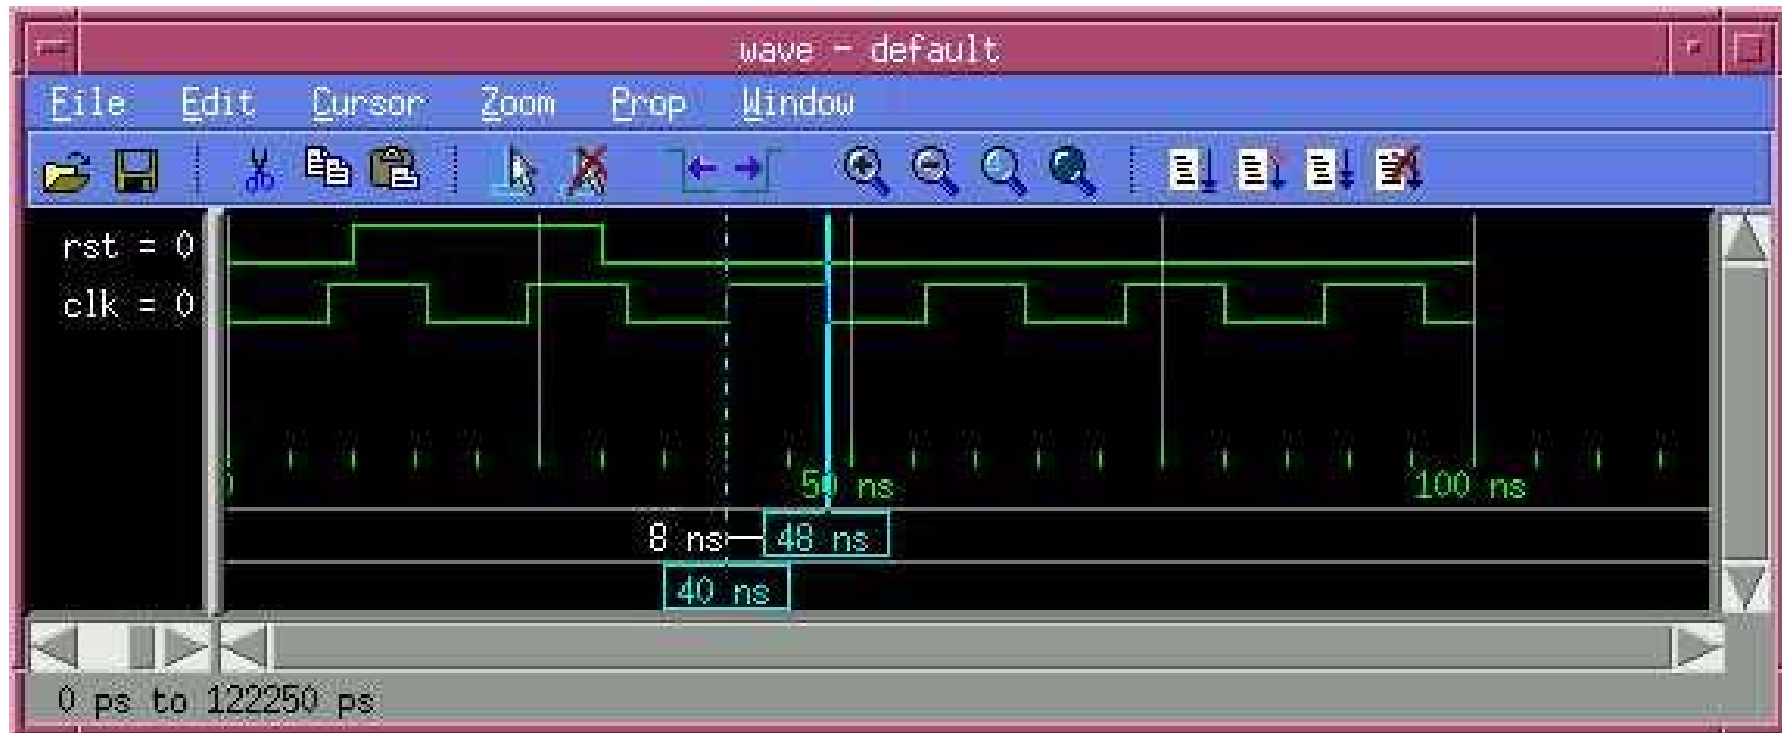 wave - default
File Edit Cursor Zoom Prop Window
rst = 0
clk = 0
0 50 ns 100 ns
8 ns 48 ns
40 ns
0 ps to 122250 ps